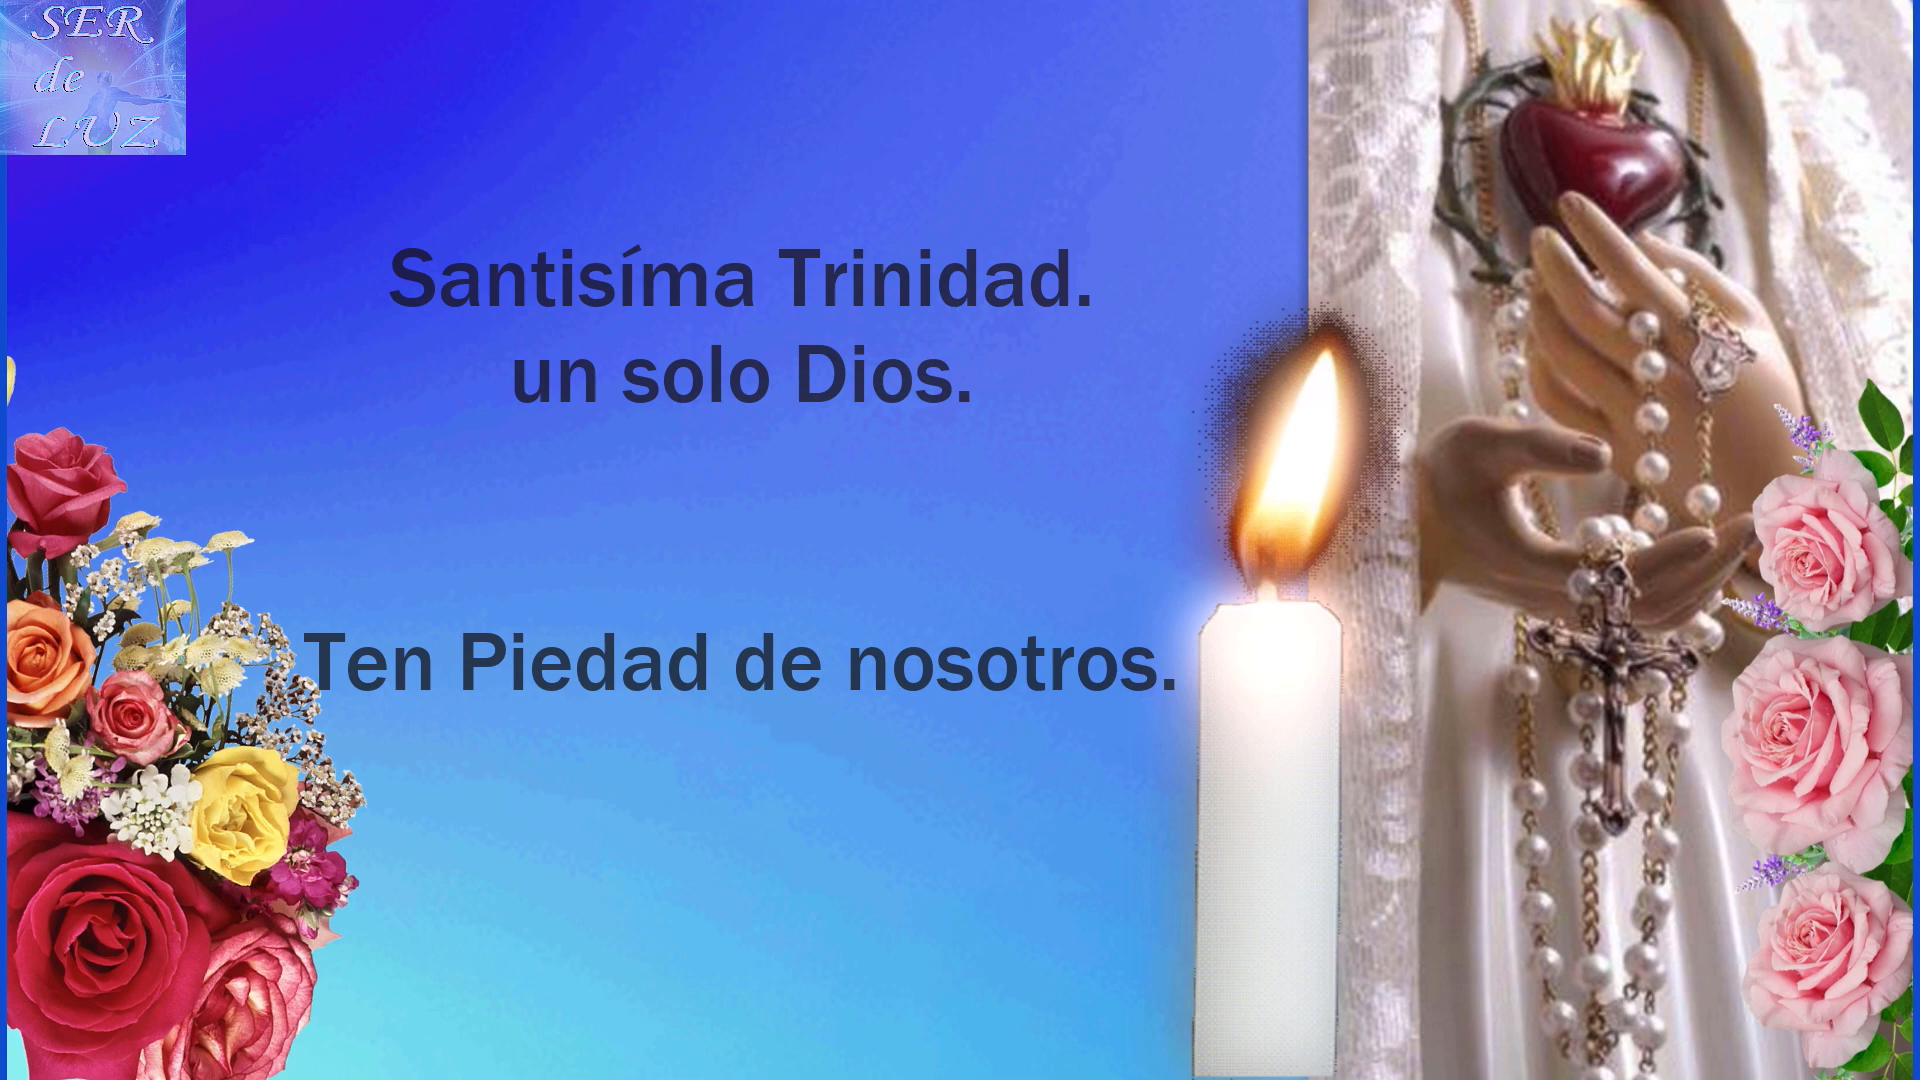 SER
de
LUZ
Santisíma Trinidad.
un solo Dios.
Ten Piedad de nosotros.